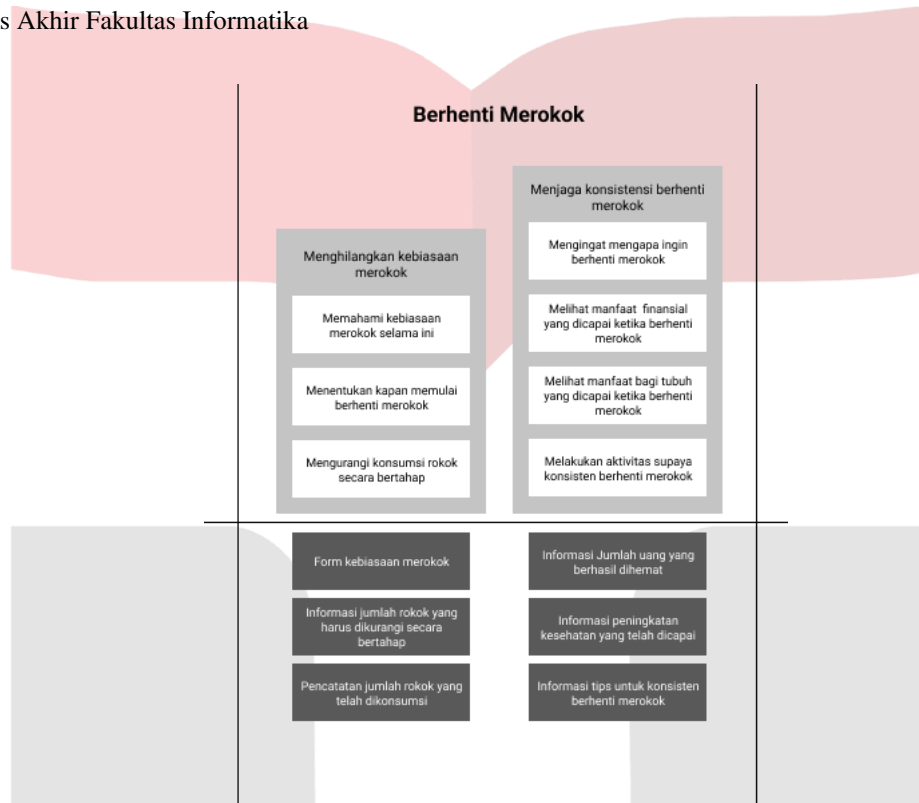 s Akhir Fakultas Informatika
Berhenti Merokok
Menghilangkan kebiasaan
merokok
Memahami kebiasaan
merokok selama ini
Menentukan kapan memulai
berhenti merokok
Mengurangi konsumsi rokok
secara bertahap
Menjaga konsistensi berhenti
merokok
Mengingat mengapa ingin
berhenti merokok
Melihat manfaat finansial
yang dicapai ketika berhenti
merokok
Melihat manfaat bagi tubuh
yang dicapai ketika berhenti
merokok
Melakukan aktivitas supaya
konsisten berhenti merokok
Form kebiasaan merokok
Informasi jumlah rokok yang
harus dikurangi secara
bertahap
Pencatatan jumlah rokok yang
telah dikonsumsi
Informasi Jumlah uang yang
berhasil dihemat
Informasi peningkatan
kesehatan yang telah dicapai
Informasi tips untuk konsisten
berhenti merokok